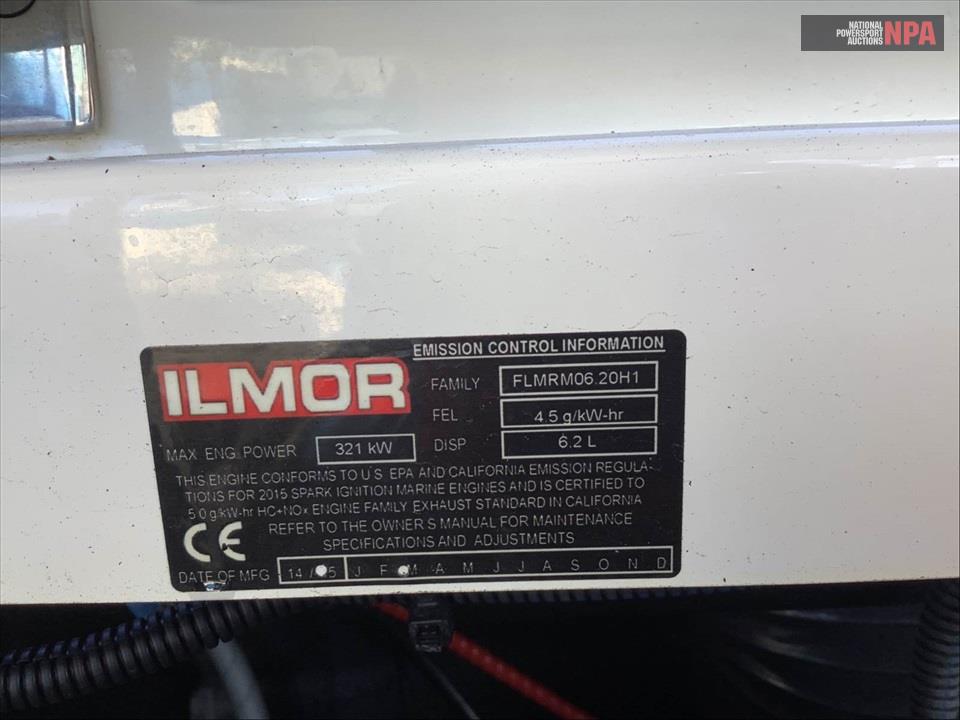 NATIONAL
POWERSPORT
AUCTIONS
NPA
ILMOR
EMISSION CONTROL INFORMATION
FAMILY FLMRM06.20H1
FEL 4.5 g/kW-hr
MAX ENG. POWER 321 kW DISP 6.2 L
THIS ENGINE CONFORMS TO U.S. EPA AND CALIFORNIA EMISSION REGULA-
TIONS FOR 2015 SPARK IGNITION MARINE ENGINES AND IS CERTIFIED TO
5.0 g/kW-hr HC+NOx ENGINE FAMILY EXHAUST STANDARD IN CALIFORNIA
REFER TO THE OWNER'S MANUAL FOR MAINTENANCE
SPECIFICATIONS AND ADJUSTMENTS
CE
DATE OF MFG 14 / 5 J F M A M J J A S O N D